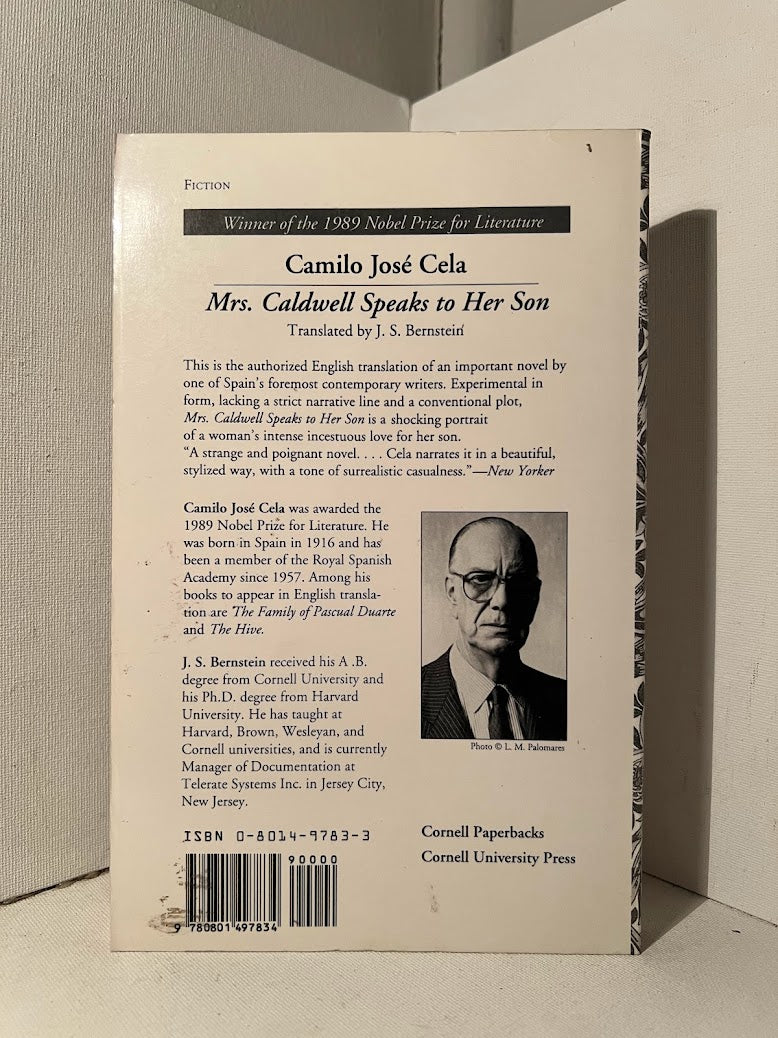 FICTION
Winner of the 1989 Nobel Prize for Literature
Camilo José Cela
Mrs. Caldwell Speaks to Her Son
Translated by J. S. Bernstein
This is the authorized English translation of an important novel by
one of Spain's foremost contemporary writers. Experimental in
form, lacking a strict narrative line and a conventional plot,
Mrs. Caldwell Speaks to Her Son is a shocking portrait
of a woman's intense incestuous love for her son.
“A strange and poignant novel. . . . Cela narrates it in a beautiful,
stylized way, with a tone of surrealistic casualness.”—New Yorker
Camilo José Cela was awarded the
1989 Nobel Prize for Literature. He
was born in Spain in 1916 and has
been a member of the Royal Spanish
Academy since 1957. Among his
books to appear in English transla-
tion are The Family of Pascual Duarte
and The Hive.
Photo © L. M. Palomares
J. S. Bernstein received his A .B.
degree from Cornell University and
his Ph.D. degree from Harvard
University. He has taught at
Harvard, Brown, Wesleyan, and
Cornell universities, and is currently
Manager of Documentation at
Telerate Systems Inc. in Jersey City,
New Jersey.
ISBN 0-8014-9783-3
90000
9 780801 497834
Cornell Paperbacks
Cornell University Press